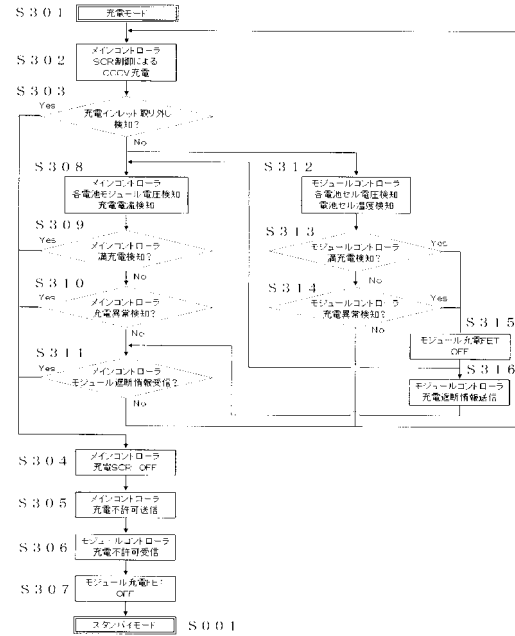 S301
充電モード
S302
メインコントローラ
SCR制御による
CCCV充電
S303
Yes
充電インレット取り外し
検知?
No
S308
メインコントローラ
各電池モジュール電圧検知
充電電流検知
S312
モジュールコントローラ
各電池セル電圧検知
電池セル温度検知
S309
Yes
メインコントローラ
満充電検知?
No
S313
モジュールコントローラ
満充電検知?
Yes
No
S310
Yes
メインコントローラ
充電異常検知?
No
S314
モジュールコントローラ
充電異常検知?
Yes
No
S315
モジュール充電FET
OFF
S311
Yes
メインコントローラ
モジュール遮断情報受信?
No
S316
モジュールコントローラ
充電遮断情報送信
S304
メインコントローラ
充電SCR OFF
S305
メインコントローラ
充電不許可送信
S306
モジュールコントローラ
充電不許可受信
S307
モジュール充電FET
OFF
スタンバイモード
S001